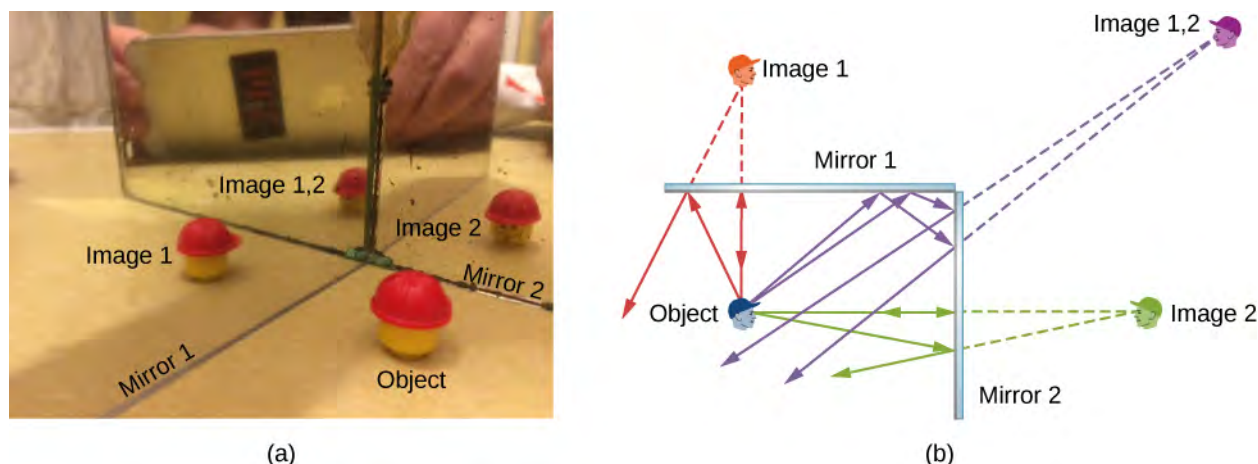 Image 1,2
Image 1
Image 2
Mirror 2
Mirror 1
Object
(a)
Image 1,2
Image 1
Mirror 1
Object
Image 2
Mirror 2
(b)